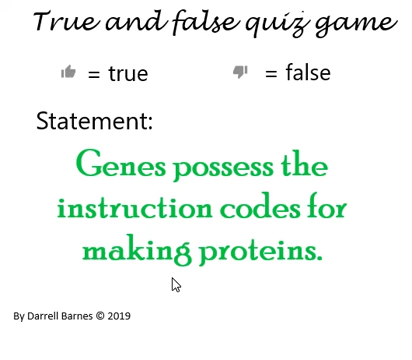 True and false quiz game
= true = false
Statement:
Genes possess the
instruction codes for
making proteins.
By Darrell Barnes © 2019